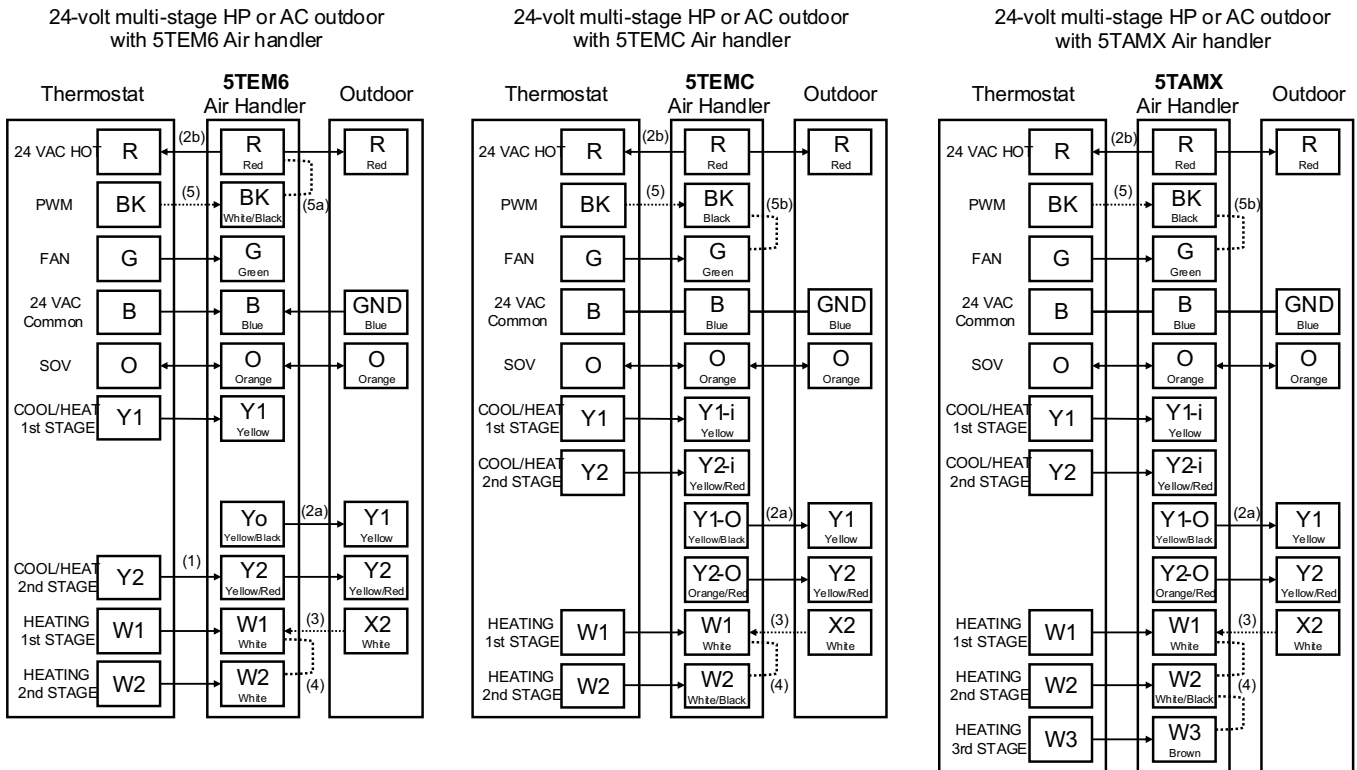 24-volt multi-stage HP or AC outdoor
with 5TEM6 Air handler
Thermostat
5TEM6
Air Handler
Outdoor
24 VAC HOT
R
(2b)
R
Red
R
Red
PWM
BK
(5)
BK
White/Black
(5a)
FAN
G
G
Green
24 VAC
Common
B
B
Blue
GND
Blue
SOV
O
O
Orange
O
Orange
COOL/HEAT
1st STAGE
Y1
Y1
Yellow
Yo
Yellow/Black
(2a)
Y1
Yellow
COOL/HEAT
2nd STAGE
Y2
(1)
Y2
Yellow/Red
Y2
Yellow/Red
HEATING
1st STAGE
W1
W1
White
(3)
X2
White
HEATING
2nd STAGE
W2
W2
White
(4)
24-volt multi-stage HP or AC outdoor
with 5TEMC Air handler
Thermostat
5TEMC
Air Handler
Outdoor
24 VAC HOT
R
(2b)
R
Red
R
Red
PWM
BK
(5)
BK
Black
(5b)
FAN
G
G
Green
24 VAC
Common
B
B
Blue
GND
Blue
SOV
O
O
Orange
O
Orange
COOL/HEAT
1st STAGE
Y1
Y1-i
Yellow
COOL/HEAT
2nd STAGE
Y2
Y2-i
Yellow/Red
Y1-O
Yellow/Black
(2a)
Y1
Yellow
Y2-O
Orange/Red
Y2
Yellow/Red
HEATING
1st STAGE
W1
W1
White
(3)
X2
White
HEATING
2nd STAGE
W2
W2
White/Black
(4)
24-volt multi-stage HP or AC outdoor
with 5TAMX Air handler
Thermostat
5TAMX
Air Handler
Outdoor
24 VAC HOT
R
(2b)
R
Red
R
Red
PWM
BK
(5)
BK
Black
(5b)
FAN
G
G
Green
24 VAC
Common
B
B
Blue
GND
Blue
SOV
O
O
Orange
O
Orange
COOL/HEAT
1st STAGE
Y1
Y1-i
Yellow
COOL/HEAT
2nd STAGE
Y2
Y2-i
Yellow/Red
Y1-O
Yellow/Black
(2a)
Y1
Yellow
Y2-O
Orange/Red
Y2
Yellow/Red
HEATING
1st STAGE
W1
W1
White
(3)
X2
White
HEATING
2nd STAGE
W2
W2
White/Black
(4)
HEATING
3rd STAGE
W3
W3
Brown